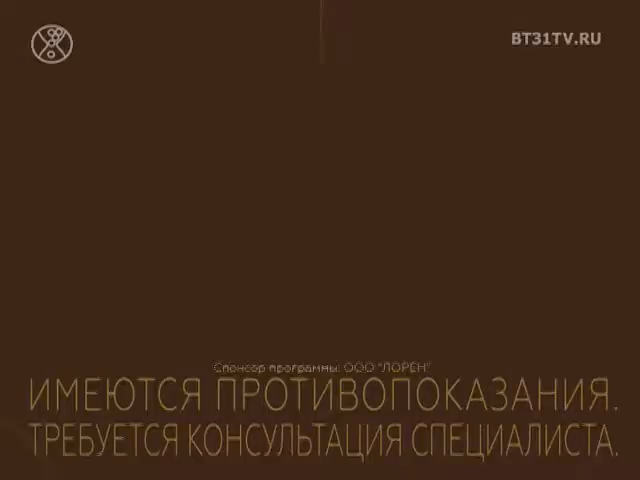 BT31TV.RU
Спонсор программы: ООО "ЛОРЕН"
ИМЕЮТСЯ ПРОТИВОПОКАЗАНИЯ.
ТРЕБУЕТСЯ КОНСУЛЬТАЦИЯ СПЕЦИАЛИСТА.